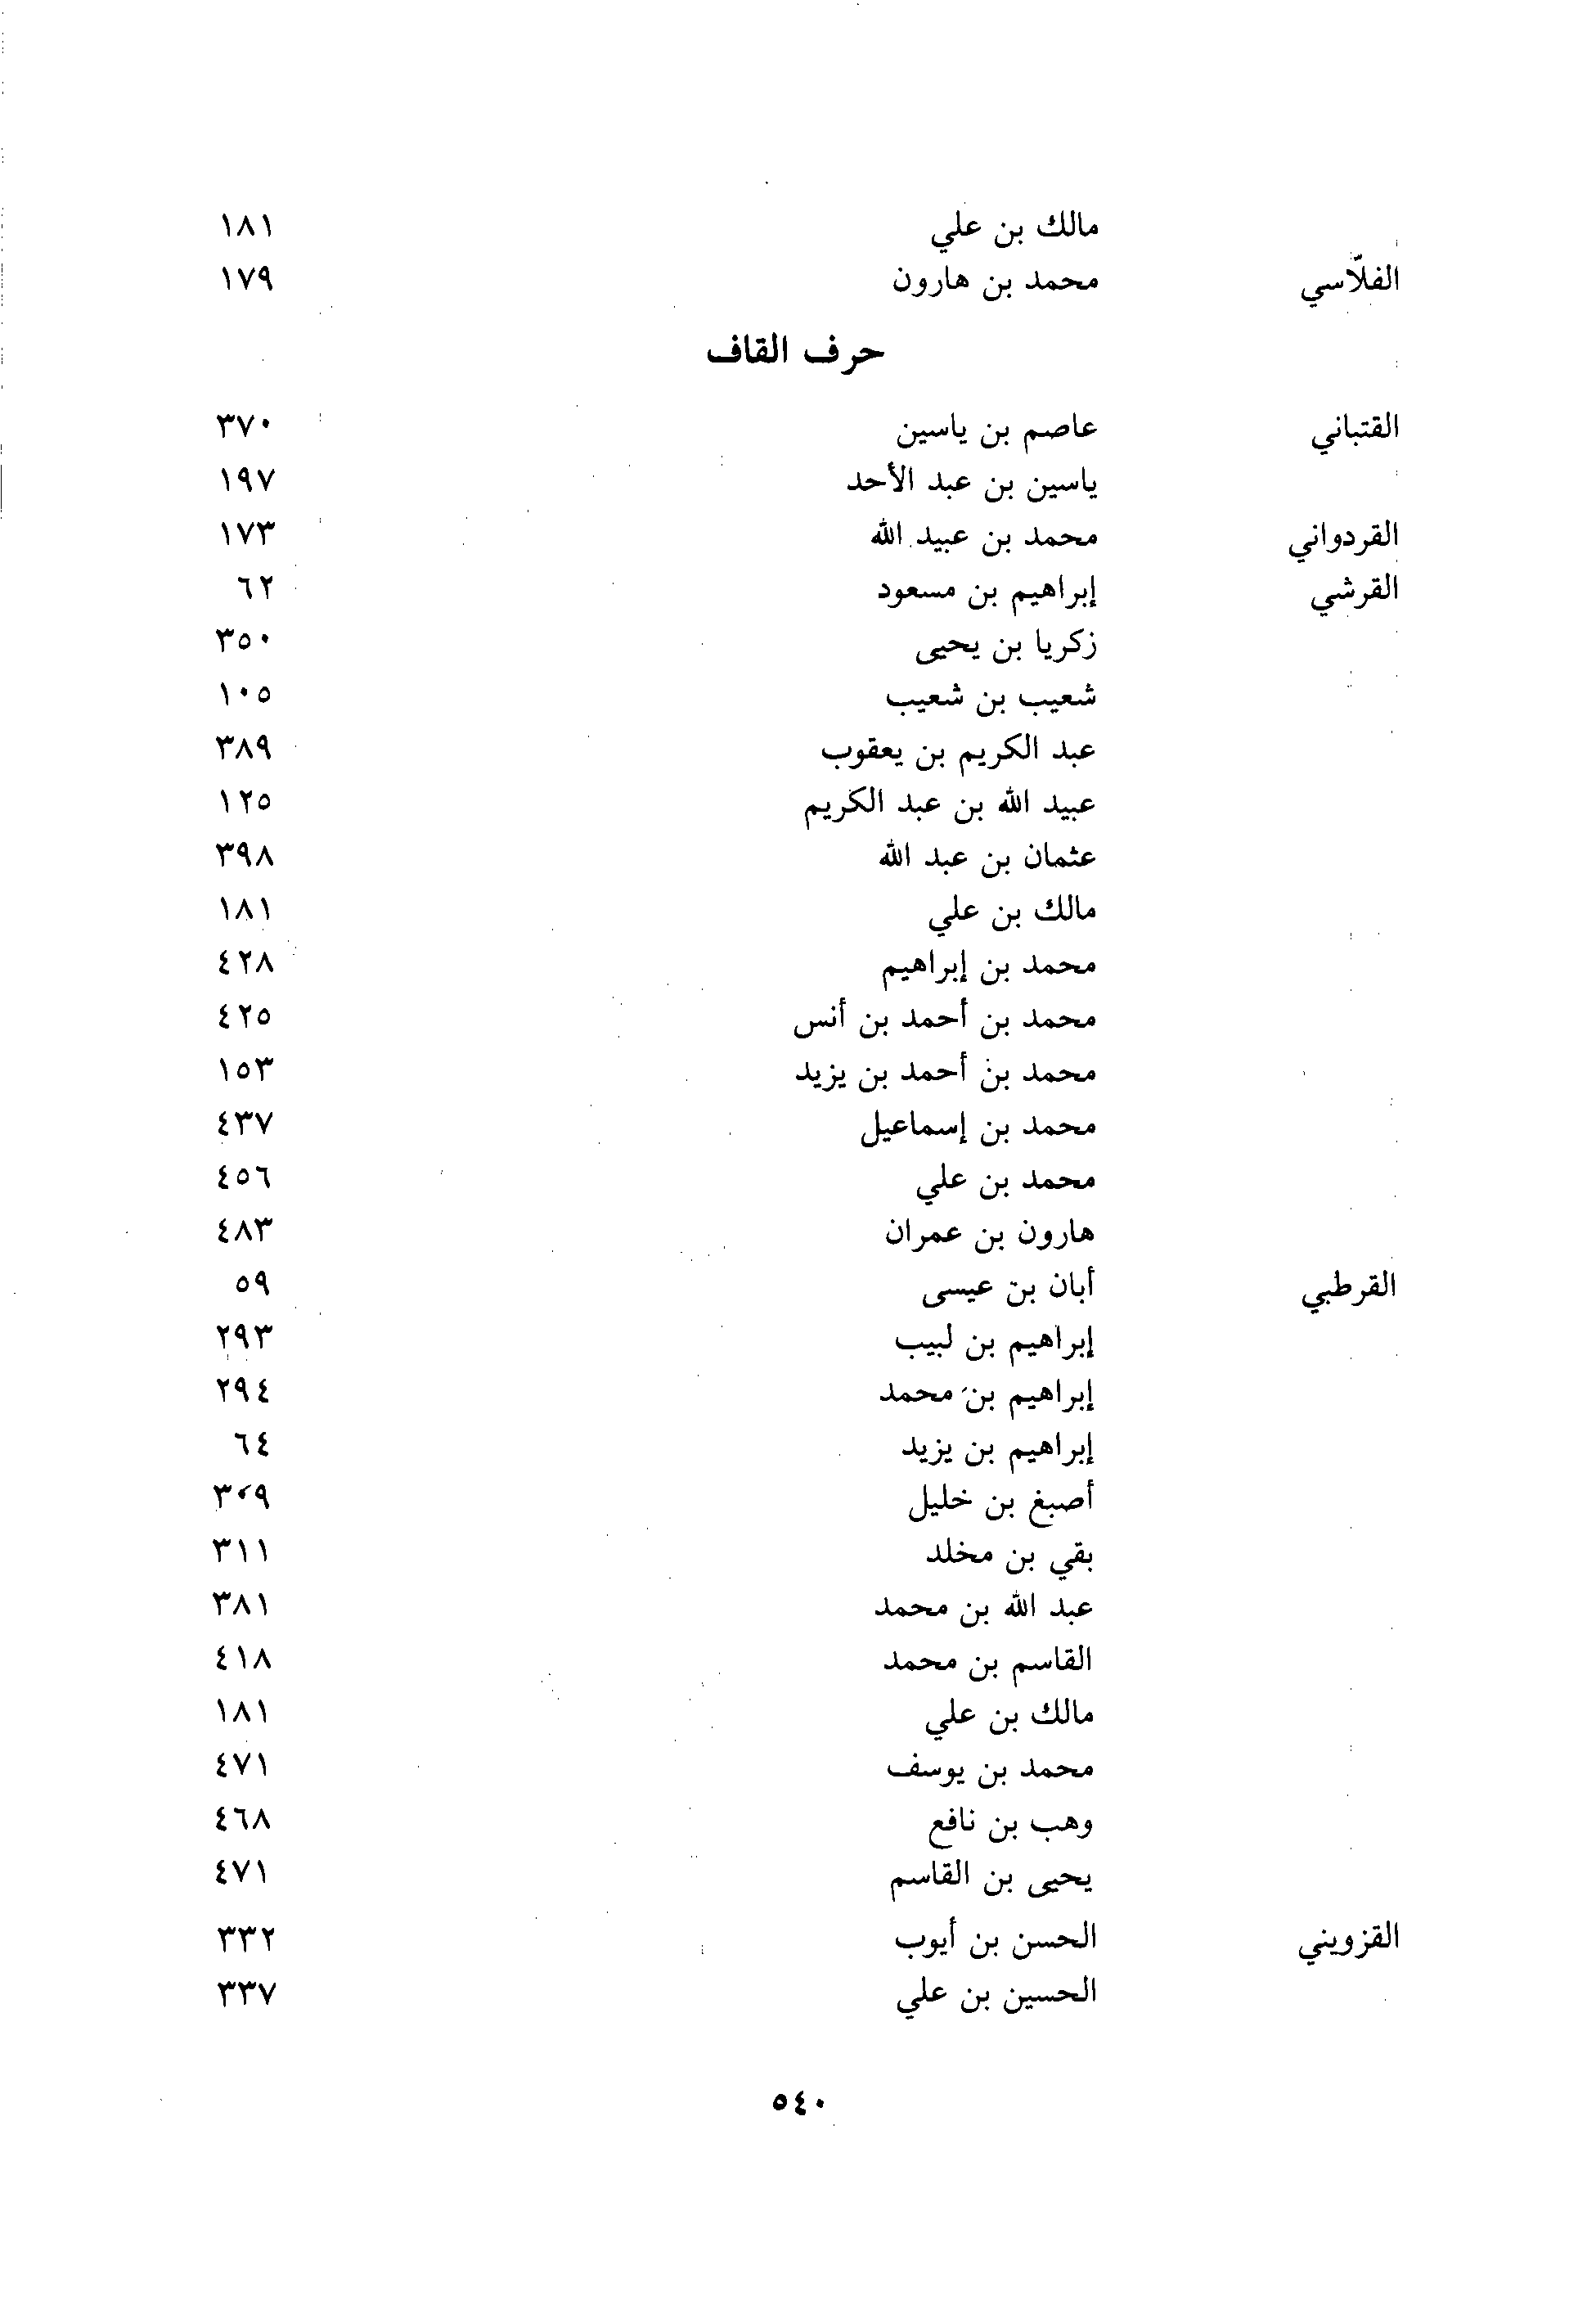 مالك بن علي ١٨١
الفلّاسي محمد بن هارون ١٧٩
حرف القاف
القتباني عاصم بن ياسين ٣٧٠
ياسين بن عبد الأحد ١٩٧
القردواني محمد بن عبيد الله ١٧٣
القرشي إبراهيم بن مسعود ٦٢
زكريا بن يحيى ٣٥٠
شعيب بن شعيب ١٠٥
عبد الكريم بن يعقوب ٣٨٩
عبيد الله بن عبد الكريم ١٢٥
عثمان بن عبد الله ٣٩٨
مالك بن علي ١٨١
محمد بن إبراهيم ٤٢٨
محمد بن أحمد بن أنس ٤٢٥
محمد بن أحمد بن يزيد ١٥٣
محمد بن إسماعيل ٤٣٧
محمد بن علي ٤٥٦
هارون بن عمران ٤٨٣
القرطبي أبان بن عيسى ٥٩
إبراهيم بن لبيب ٢٩٣
إبراهيم بن محمد ٢٩٤
إبراهيم بن يزيد ٦٤
أصبغ بن خليل ٣٠٩
بقي بن مخلد ٣١١
عبد الله بن محمد ٣٨١
القاسم بن محمد ٤١٨
مالك بن علي ١٨١
محمد بن يوسف ٤٧١
وهب بن نافع ٤٦٨
يحيى بن القاسم ٤٧١
القزويني الحسن بن أيوب ٣٣٢
الحسين بن علي ٣٣٧
٥٤٠